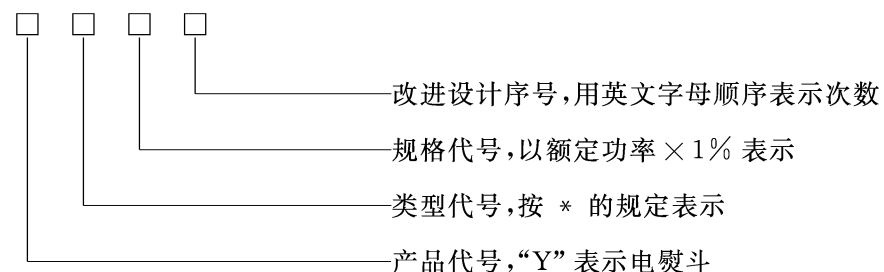 改进设计序号,用英文字母顺序表示次数
规格代号,以额定功率×1%表示
类型代号,按 * 的规定表示
产品代号,“Y”表示电熨斗